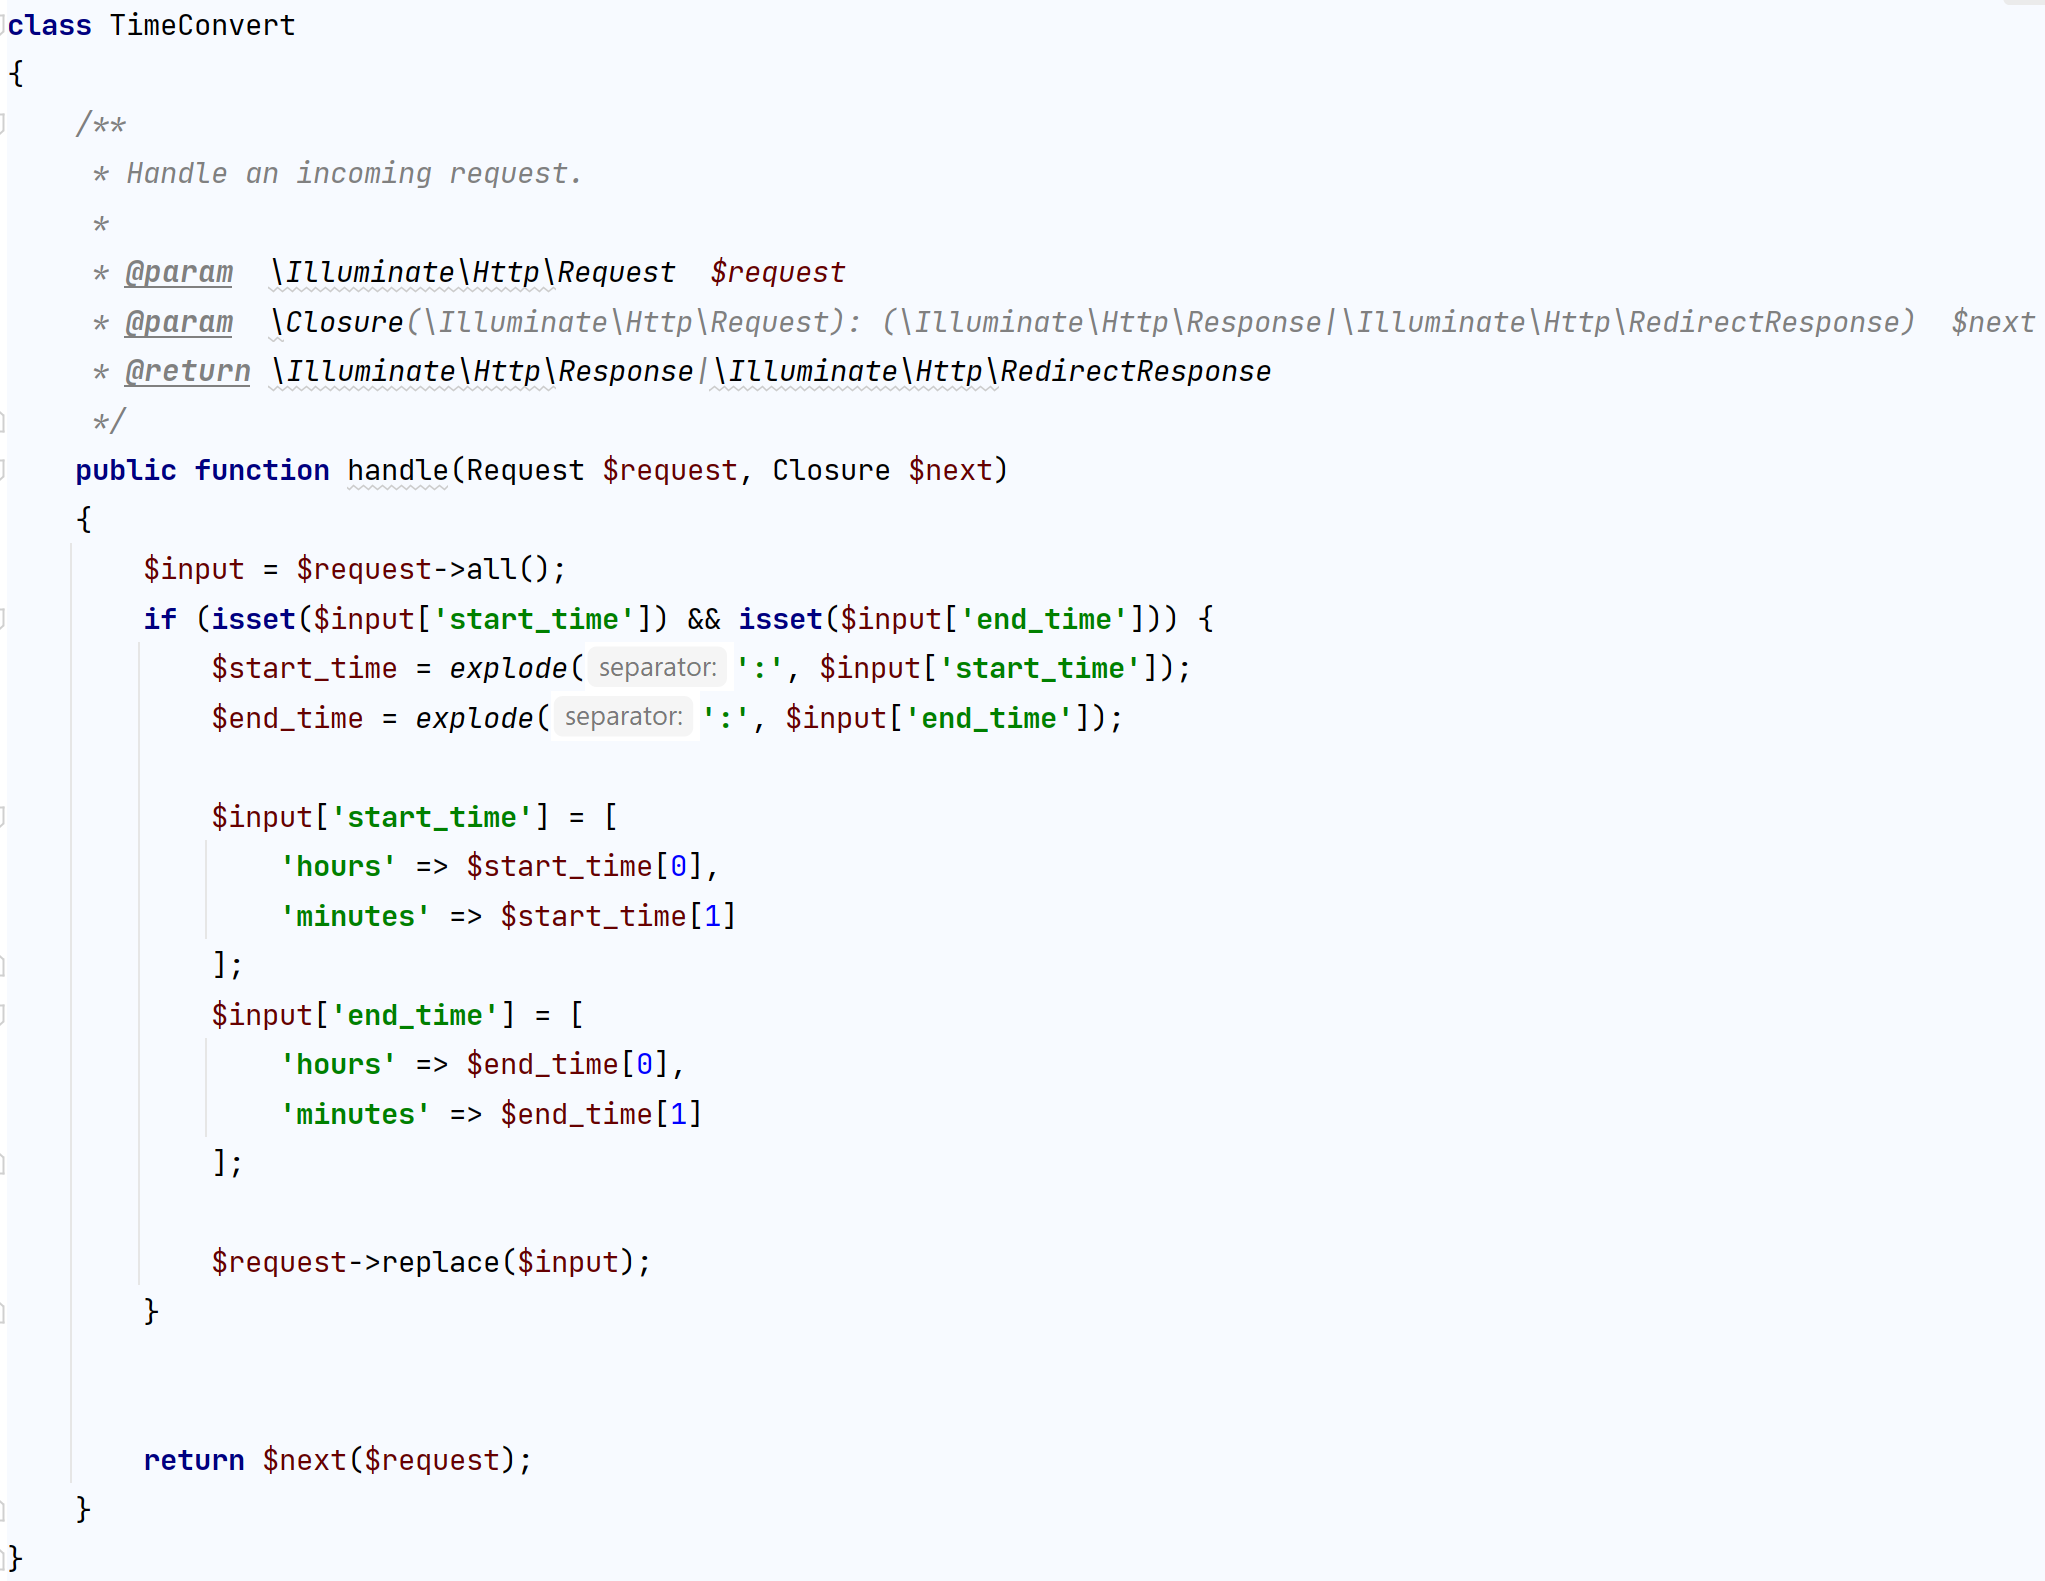 class TimeConvert
{
    /**
     * Handle an incoming request.
     *
     * @param  \Illuminate\Http\Request  $request
     * @param  \Closure(\Illuminate\Http\Request): (\Illuminate\Http\Response|\Illuminate\Http\RedirectResponse)  $next
     * @return \Illuminate\Http\Response|\Illuminate\Http\RedirectResponse
     */
    public function handle(Request $request, Closure $next)
    {
        $input = $request->all();
        if (isset($input['start_time']) && isset($input['end_time'])) {
            $start_time = explode( separator: ':', $input['start_time']);
            $end_time = explode( separator: ':', $input['end_time']);

            $input['start_time'] = [
                'hours' => $start_time[0],
                'minutes' => $start_time[1]
            ];
            $input['end_time'] = [
                'hours' => $end_time[0],
                'minutes' => $end_time[1]
            ];

            $request->replace($input);
        }


        return $next($request);
    }
}